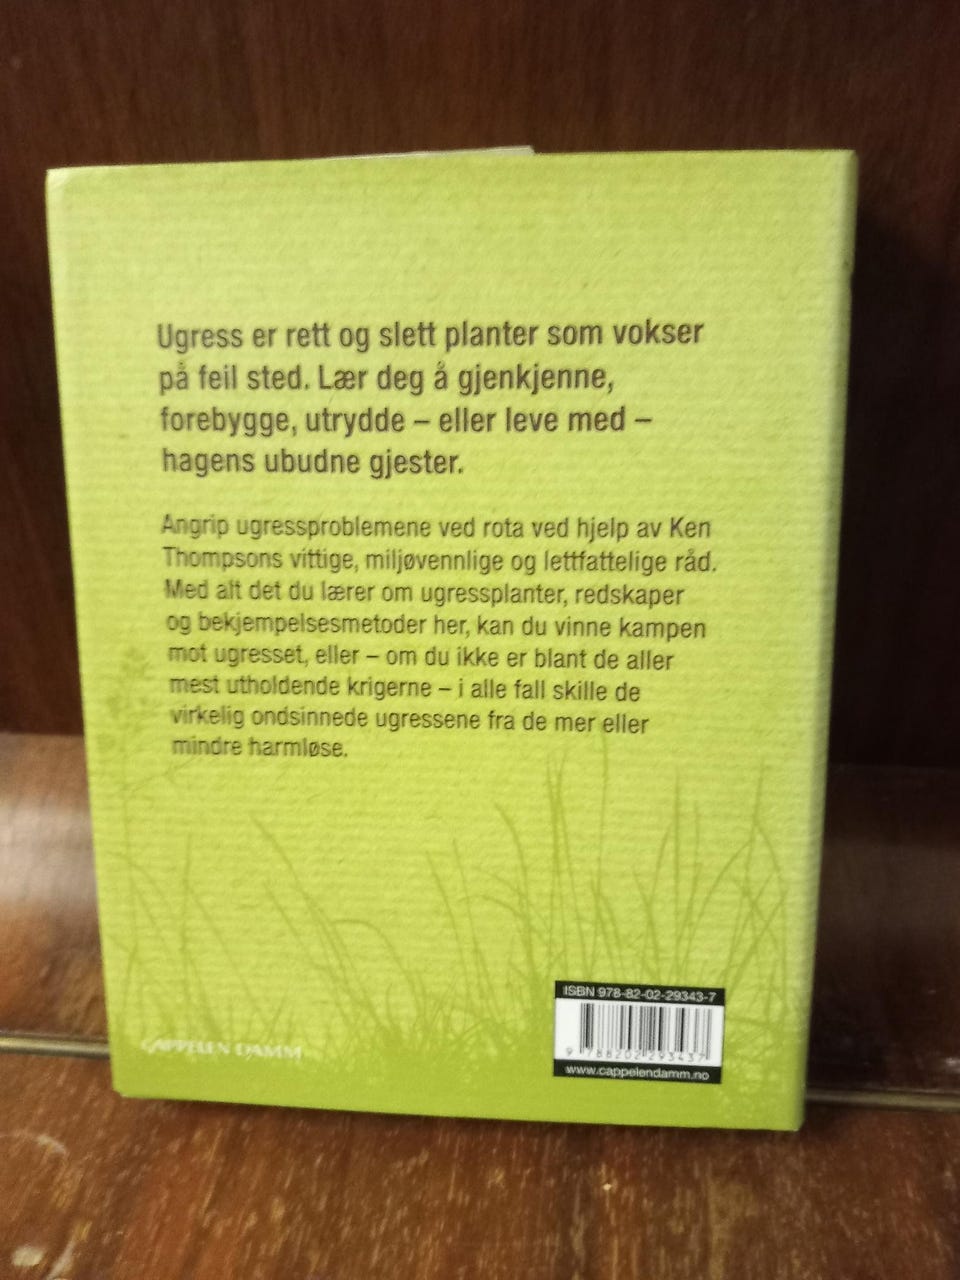 Ugress er rett og slett planter som vokser
på feil sted. Lær deg å gjenkjenne,
forebygge, utrydde – eller leve med –
hagens ubudne gjester.
Angrip ugressproblemene ved rota ved hjelp av Ken
Thompsons vittige, miljøvennlige og lettfattelige råd.
Med alt det du lærer om ugressplanter, redskaper
og bekjempelsesmetoder her, kan du vinne kampen
mot ugresset, eller – om du ikke er blant de aller
mest utholdende krigerne – i alle fall skille de
virkelig ondsinnede ugressene fra de mer eller
mindre harmløse.
ISBN 978-82-02-29343-7
9 788202 293437
www.cappelendamm.no
CAPPELEN DAMM